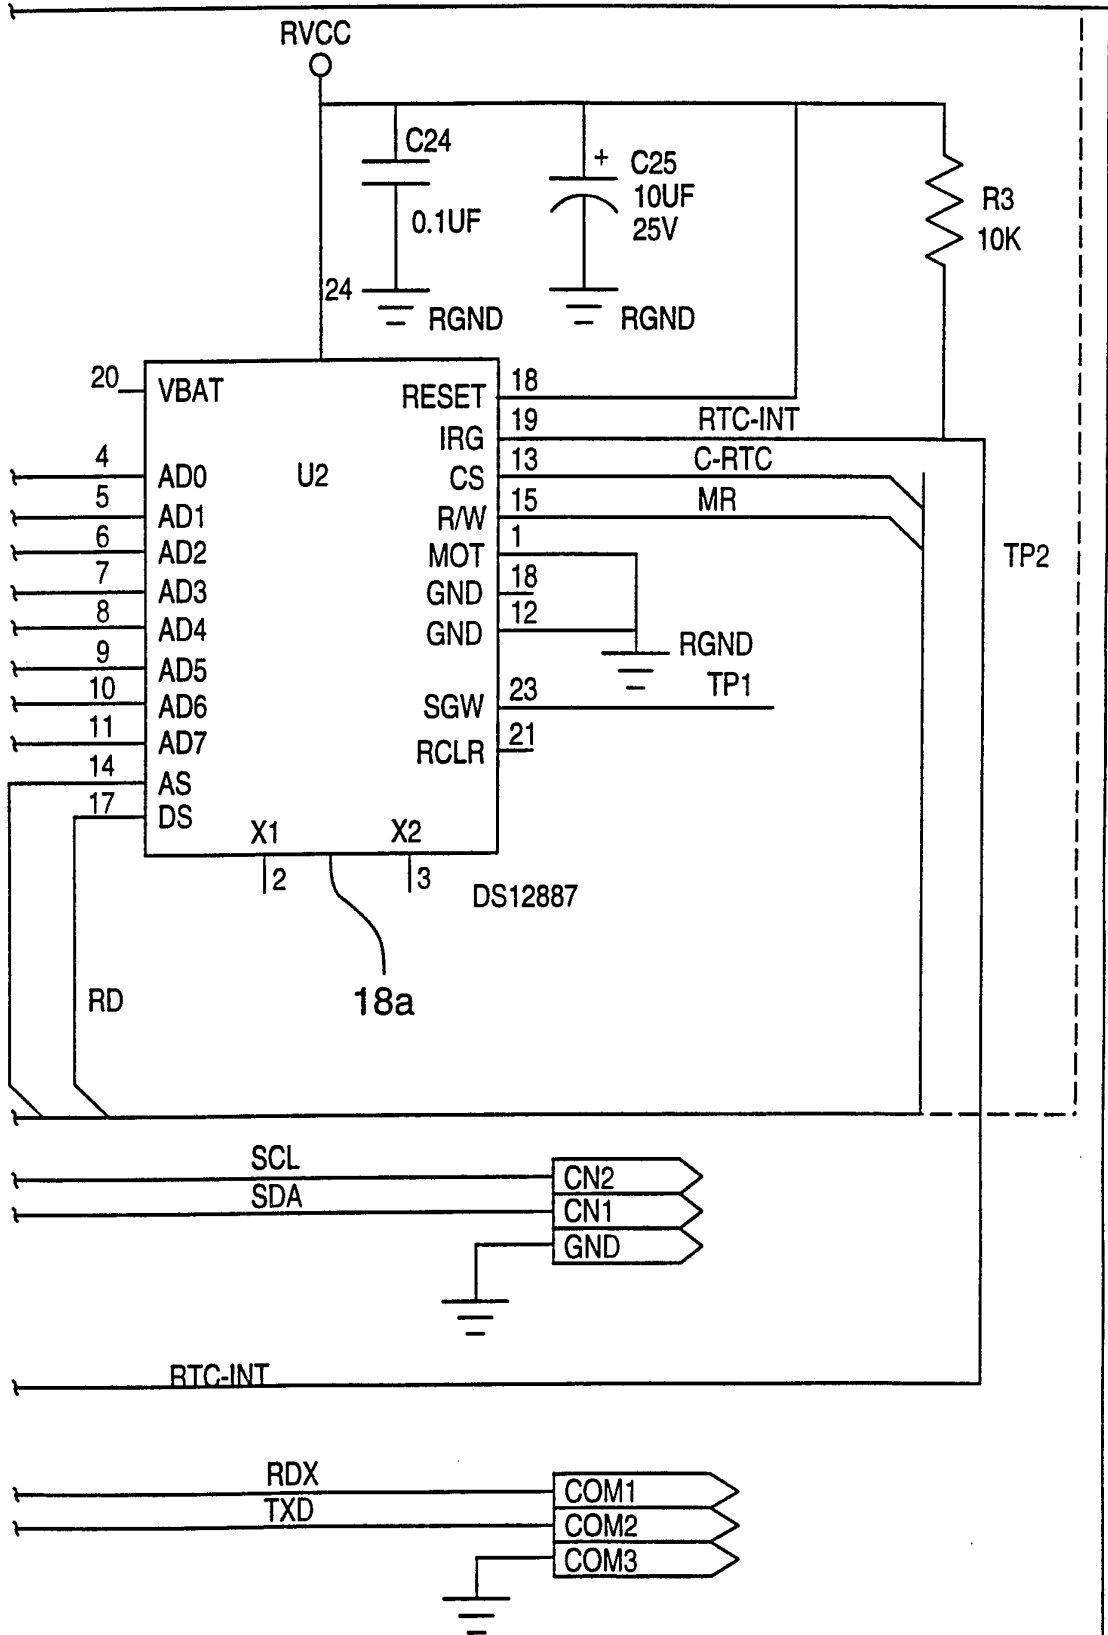 RVCC
C24
0.1UF
+ C25
10UF
25V
R3
10K
24
RGND
RGND
20 VBAT
RESET 18
IRG 19 RTC-INT
4 AD0
U2
CS 13 C-RTC
5 AD1
R/W 15 MR
6 AD2
MOT 1
TP2
7 AD3
GND 18
8 AD4
GND 12
RGND
9 AD5
10 AD6
SGW 23 TP1
11 AD7
RCLR 21
14 AS
17 DS
X1 X2
2 3
DS12887
RD
18a
SCL CN2
SDA CN1
GND
RTC-INT
RDX COM1
TXD COM2
COM3